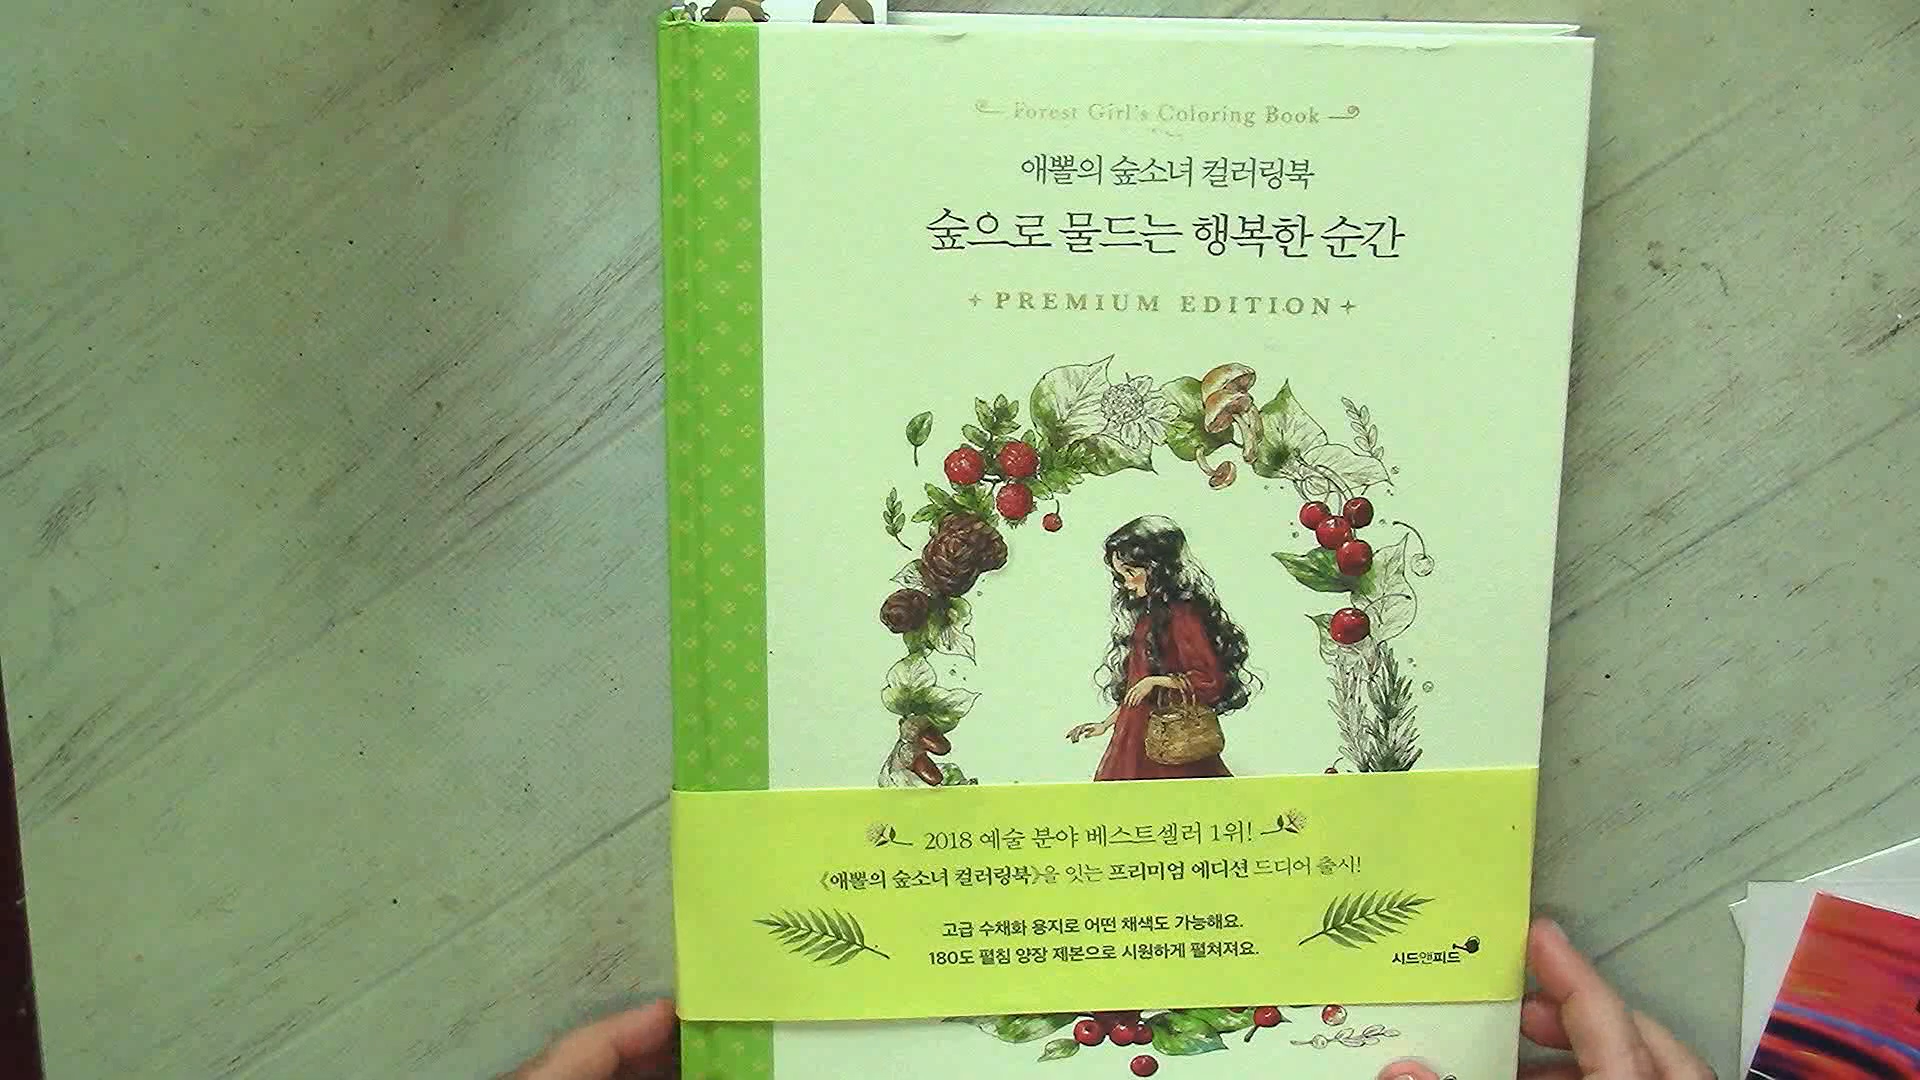 Forest Girl's Coloring Book
애뽈의 숲소녀 컬러링북
숲으로 물드는 행복한 순간
PREMIUM EDITION
2018 예술 분야 베스트셀러 1위!
《애뽈의 숲소녀 컬러링북》을 잇는 프리미엄 에디션 드디어 출시!
고급 수채화 용지로 어떤 채색도 가능해요.
180도 펼침 양장 제본으로 시원하게 펼쳐져요.
시드앤피드